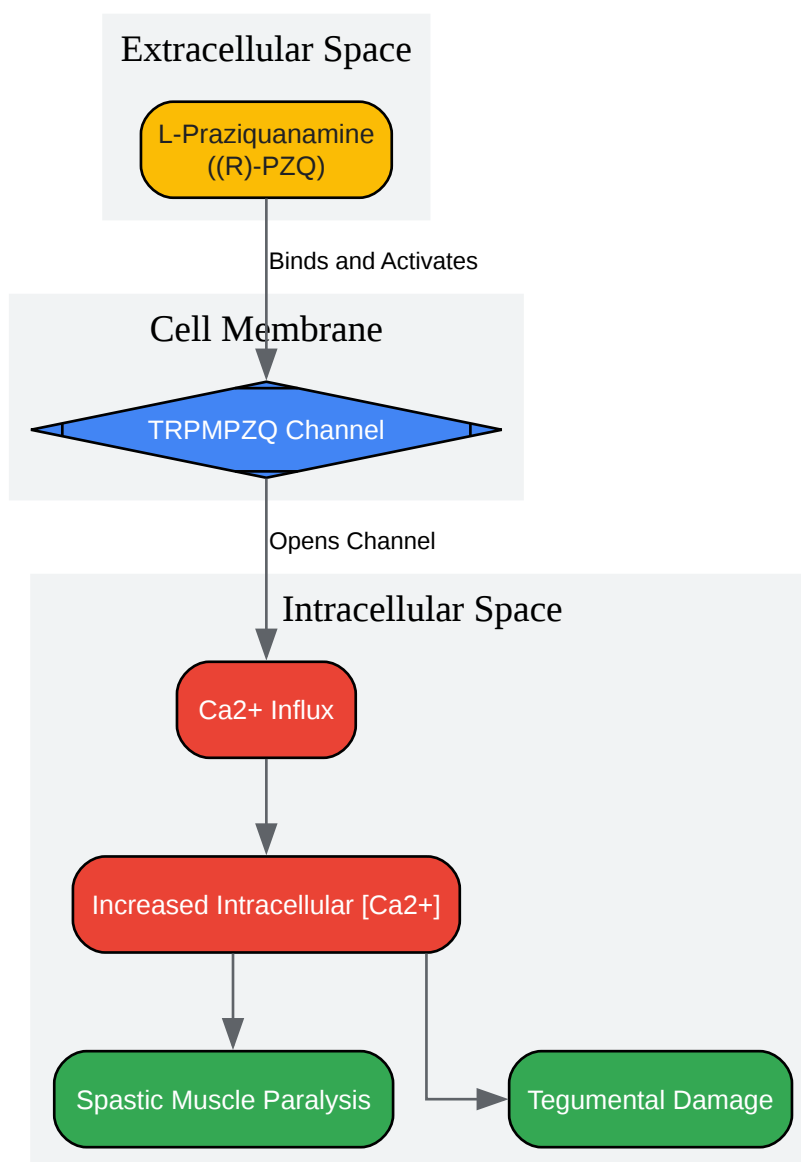 Extracellular Space
L-Praziquanamine
((R)-PZQ)
Binds and Activates
Cell Membrane
TRPMPZQ Channel
Opens Channel
Intracellular Space
Ca2+ Influx
Increased Intracellular [Ca2+]
Spastic Muscle Paralysis
Tegumental Damage